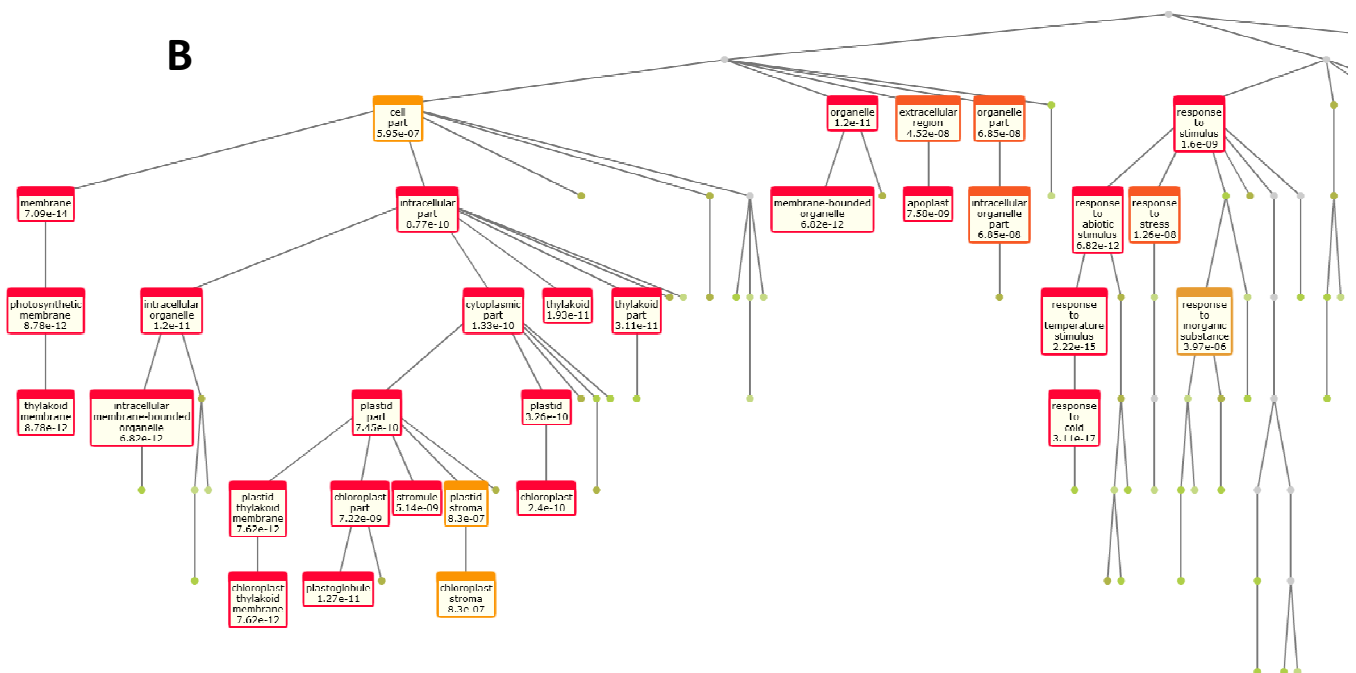 B
cell
part
5.95e-07
organelle
1.2e-11
extracellular
region
4.52e-08
organelle
part
6.85e-08
response
to
stimulus
1.6e-09
membrane
7.09e-14
intracellular
part
8.77e-10
membrane-bounded
organelle
6.82e-12
apoplast
7.58e-09
intracellular
organelle
part
6.85e-08
response
to
abiotic
stimulus
6.82e-12
response
to
stress
1.26e-08
photosynthetic
membrane
8.78e-12
intracellular
organelle
1.2e-11
cytoplasmic
part
1.33e-10
thylakoid
1.93e-11
thylakoid
part
3.11e-11
response
to
temperature
stimulus
2.22e-15
response
to
inorganic
substance
3.97e-06
thylakoid
membrane
8.78e-12
intracellular
membrane-bounded
organelle
6.82e-12
plastid
part
7.45e-10
plastid
3.26e-10
response
to
cold
3.11e-17
plastid
thylakoid
membrane
7.62e-12
chloroplast
part
7.22e-09
stromule
5.14e-09
plastid
stroma
8.3e-07
chloroplast
2.4e-10
chloroplast
thylakoid
membrane
7.62e-12
plastoglobule
1.27e-11
chloroplast
stroma
8.3e-07